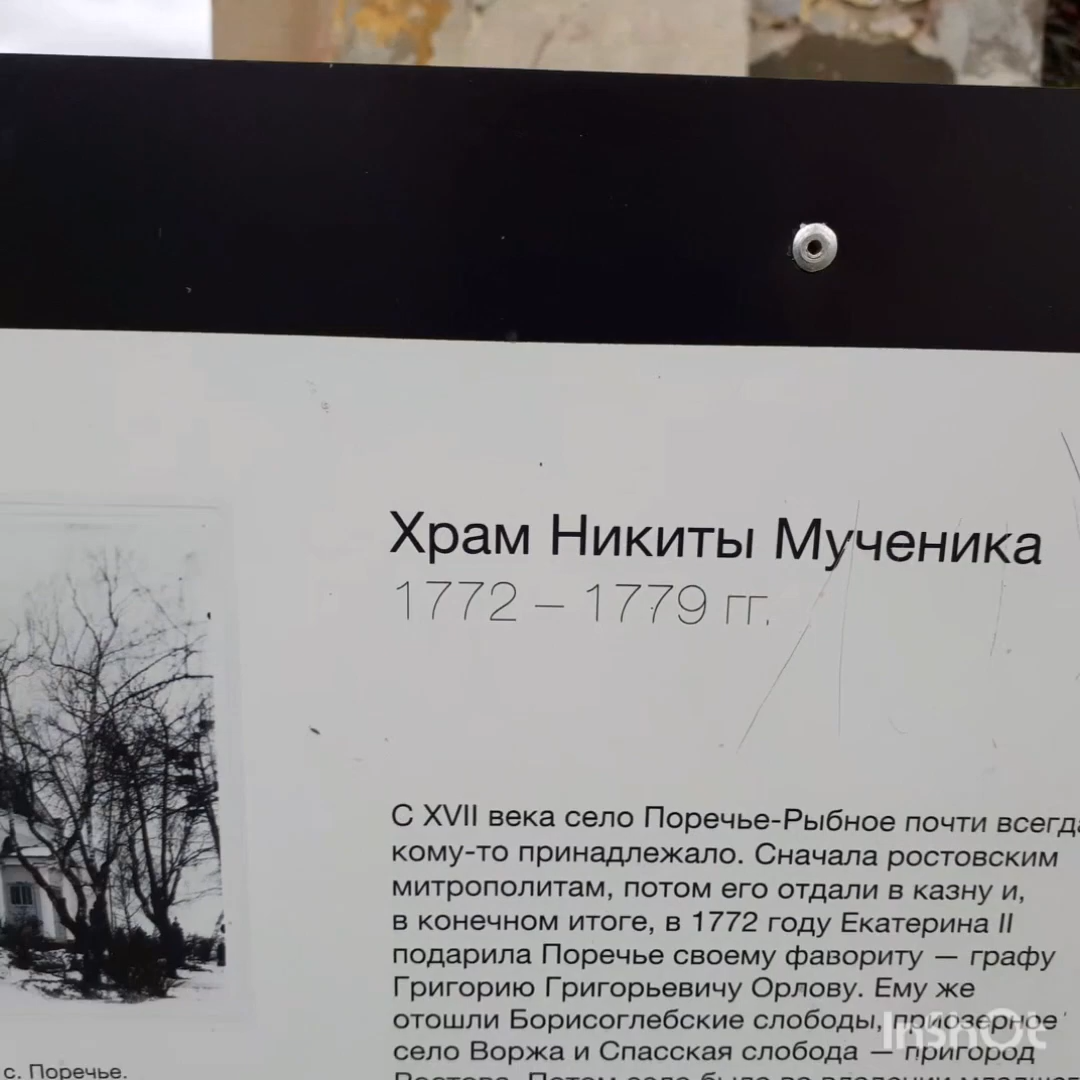 Храм Никиты Мученика
1772 – 1779 гг.
С XVII века село Поречье-Рыбное почти всегда
кому-то принадлежало. Сначала ростовским
митрополитам, потом его отдали в казну и,
в конечном итоге, в 1772 году Екатерина II
подарила Поречье своему фавориту — графу
Григорию Григорьевичу Орлову. Ему же
отошли Борисоглебские слободы, приозерное
село Воржа и Спасская слобода — пригород
с. Поречье.
InShOt